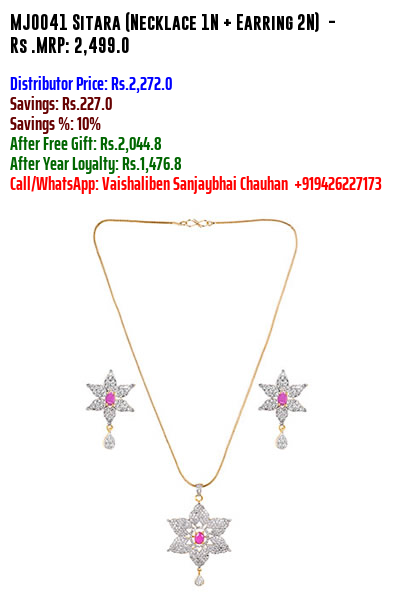 MJ0041 Sitara (Necklace 1N + Earring 2N)  -
Rs .MRP: 2,499.0
Distributor Price: Rs.2,272.0
Savings: Rs.227.0
Savings %: 10%
After Free Gift: Rs.2,044.8
After Year Loyalty: Rs.1,476.8
Call/WhatsApp: Vaishaliben Sanjaybhai Chauhan  +919426227173